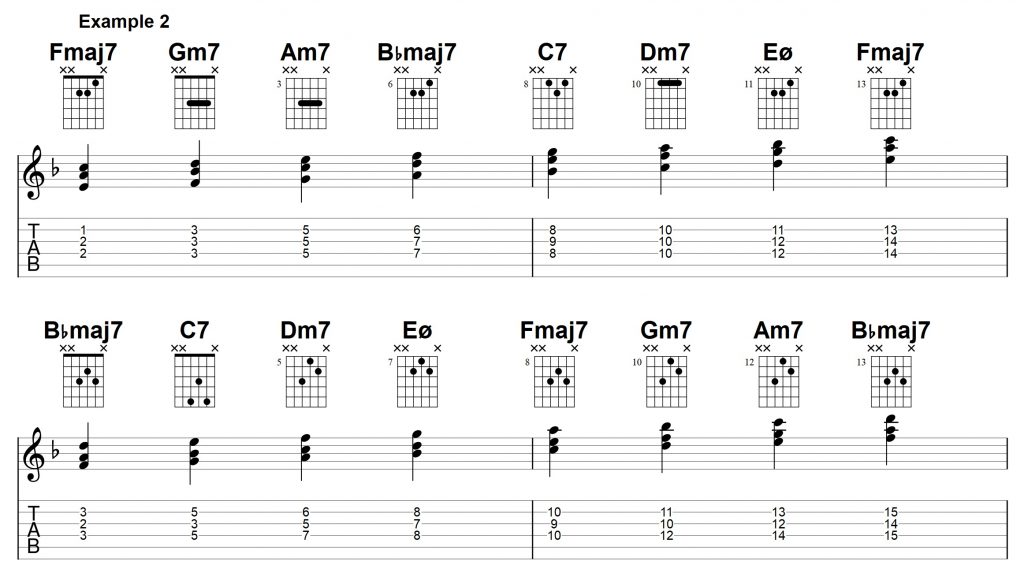 Example 2
Fmaj7 Gm7 Am7 B♭maj7 C7 Dm7 Eø Fmaj7
×× × ×× × ×× × ×× × ×× × ×× × ×× × ×× ×
3 6 8 10 11 13
T 1 3 5 6 8 10 11 13
A 2 3 5 7 9 10 12 14
B 2 3 5 7 8 10 12 14
B♭maj7 C7 Dm7 Eø Fmaj7 Gm7 Am7 B♭maj7
×× × ×× × ×× × ×× × ×× × ×× × ×× × ×× ×
5 7 8 10 12 13
T 3 5 6 8 10 11 13 15
A 2 3 5 7 9 10 12 14
B 3 5 7 8 10 12 14 15